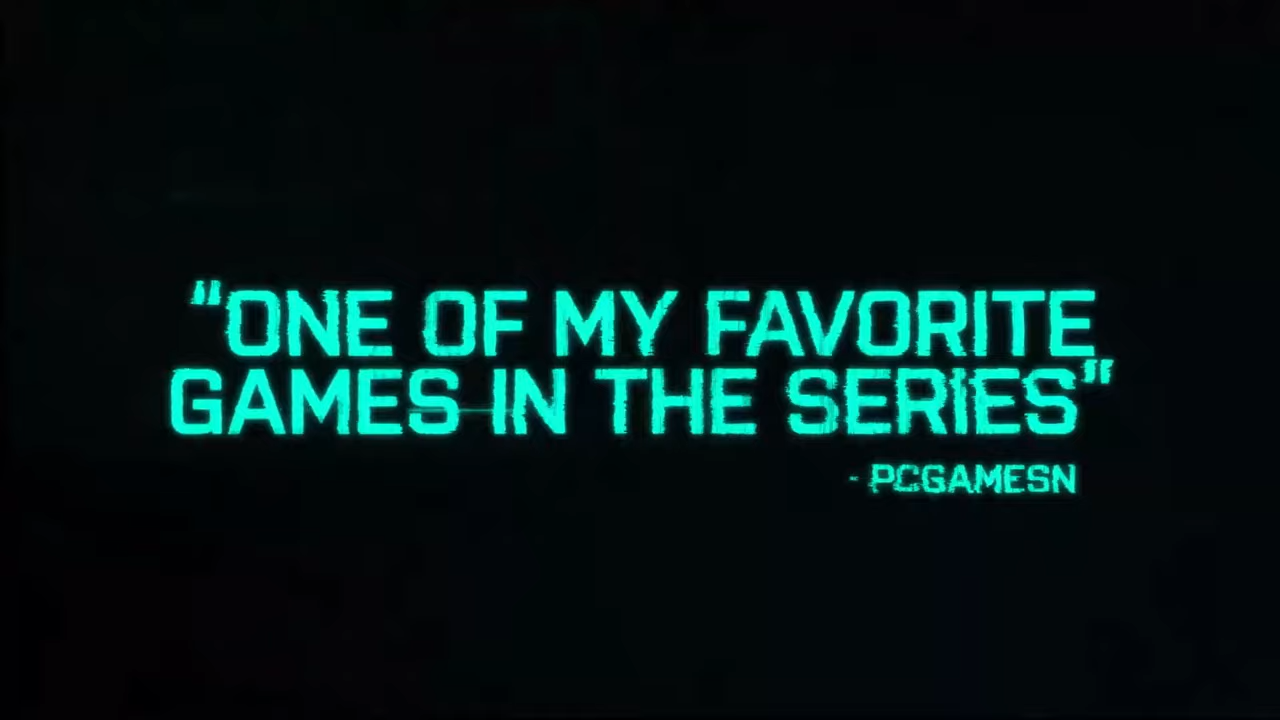 “ONE OF MY FAVORITE
GAMES IN THE SERIES”
- PCGAMESN